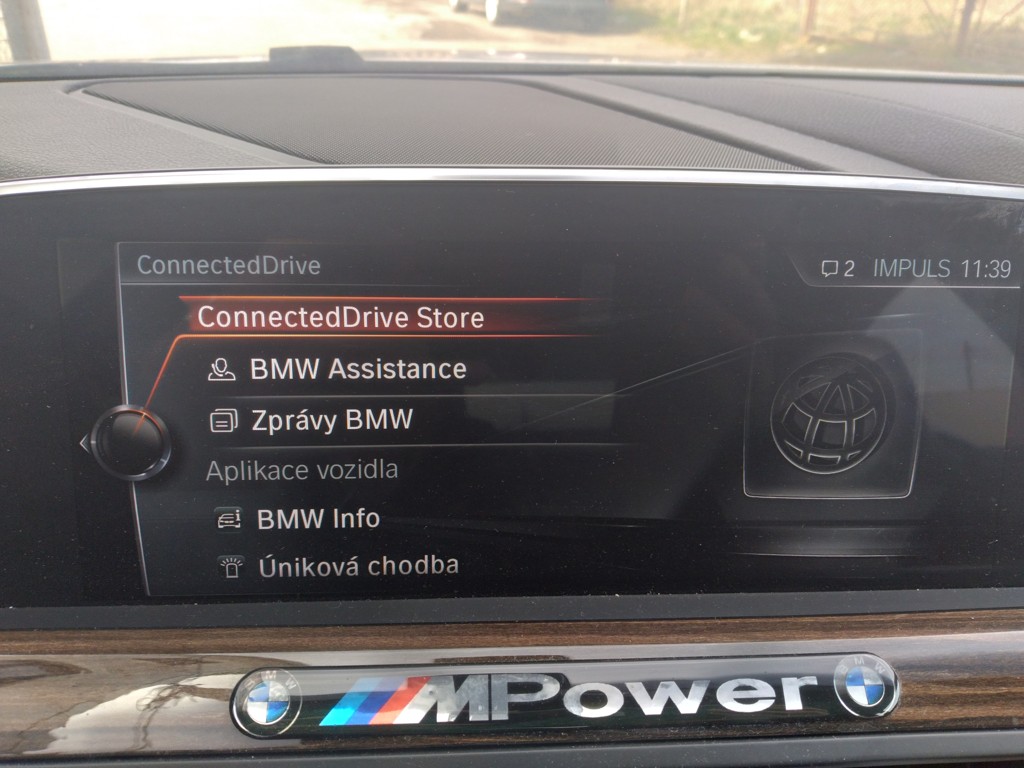 ConnectedDrive
2 IMPULS 11:39
ConnectedDrive Store
BMW Assistance
Zprávy BMW
Aplikace vozidla
BMW Info
Úniková chodba
BMW MPower BMW